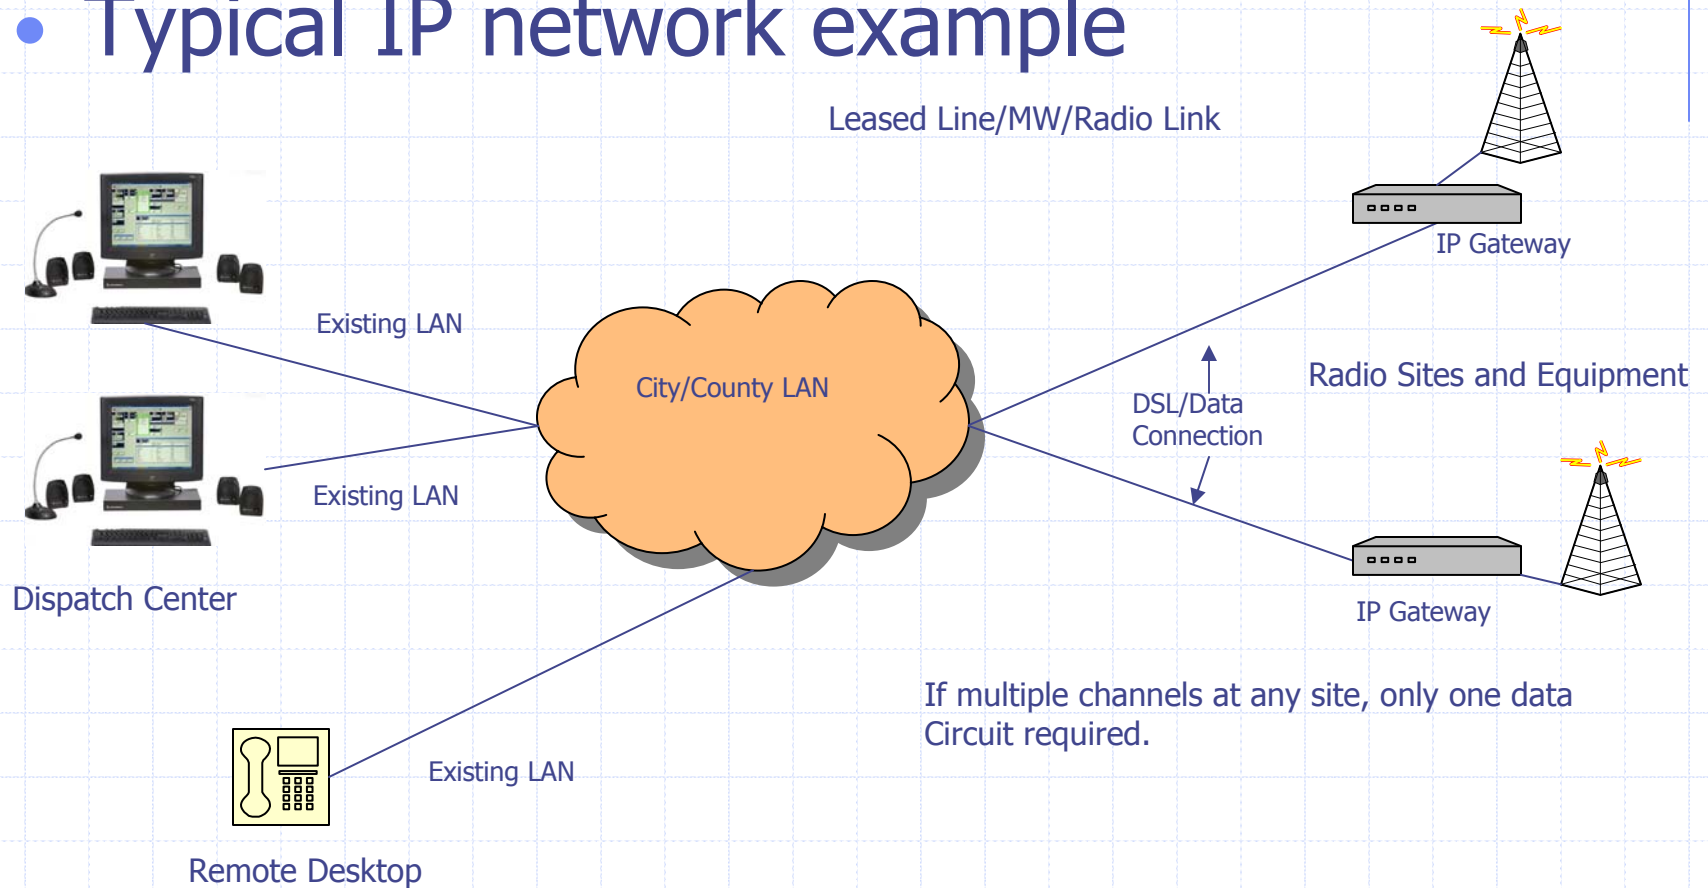 • Typical IP network example
Leased Line/MW/Radio Link
IP Gateway
Existing LAN
City/County LAN
Radio Sites and Equipment
DSL/Data
Connection
Existing LAN
Dispatch Center
IP Gateway
If multiple channels at any site, only one data
Circuit required.
Existing LAN
Remote Desktop